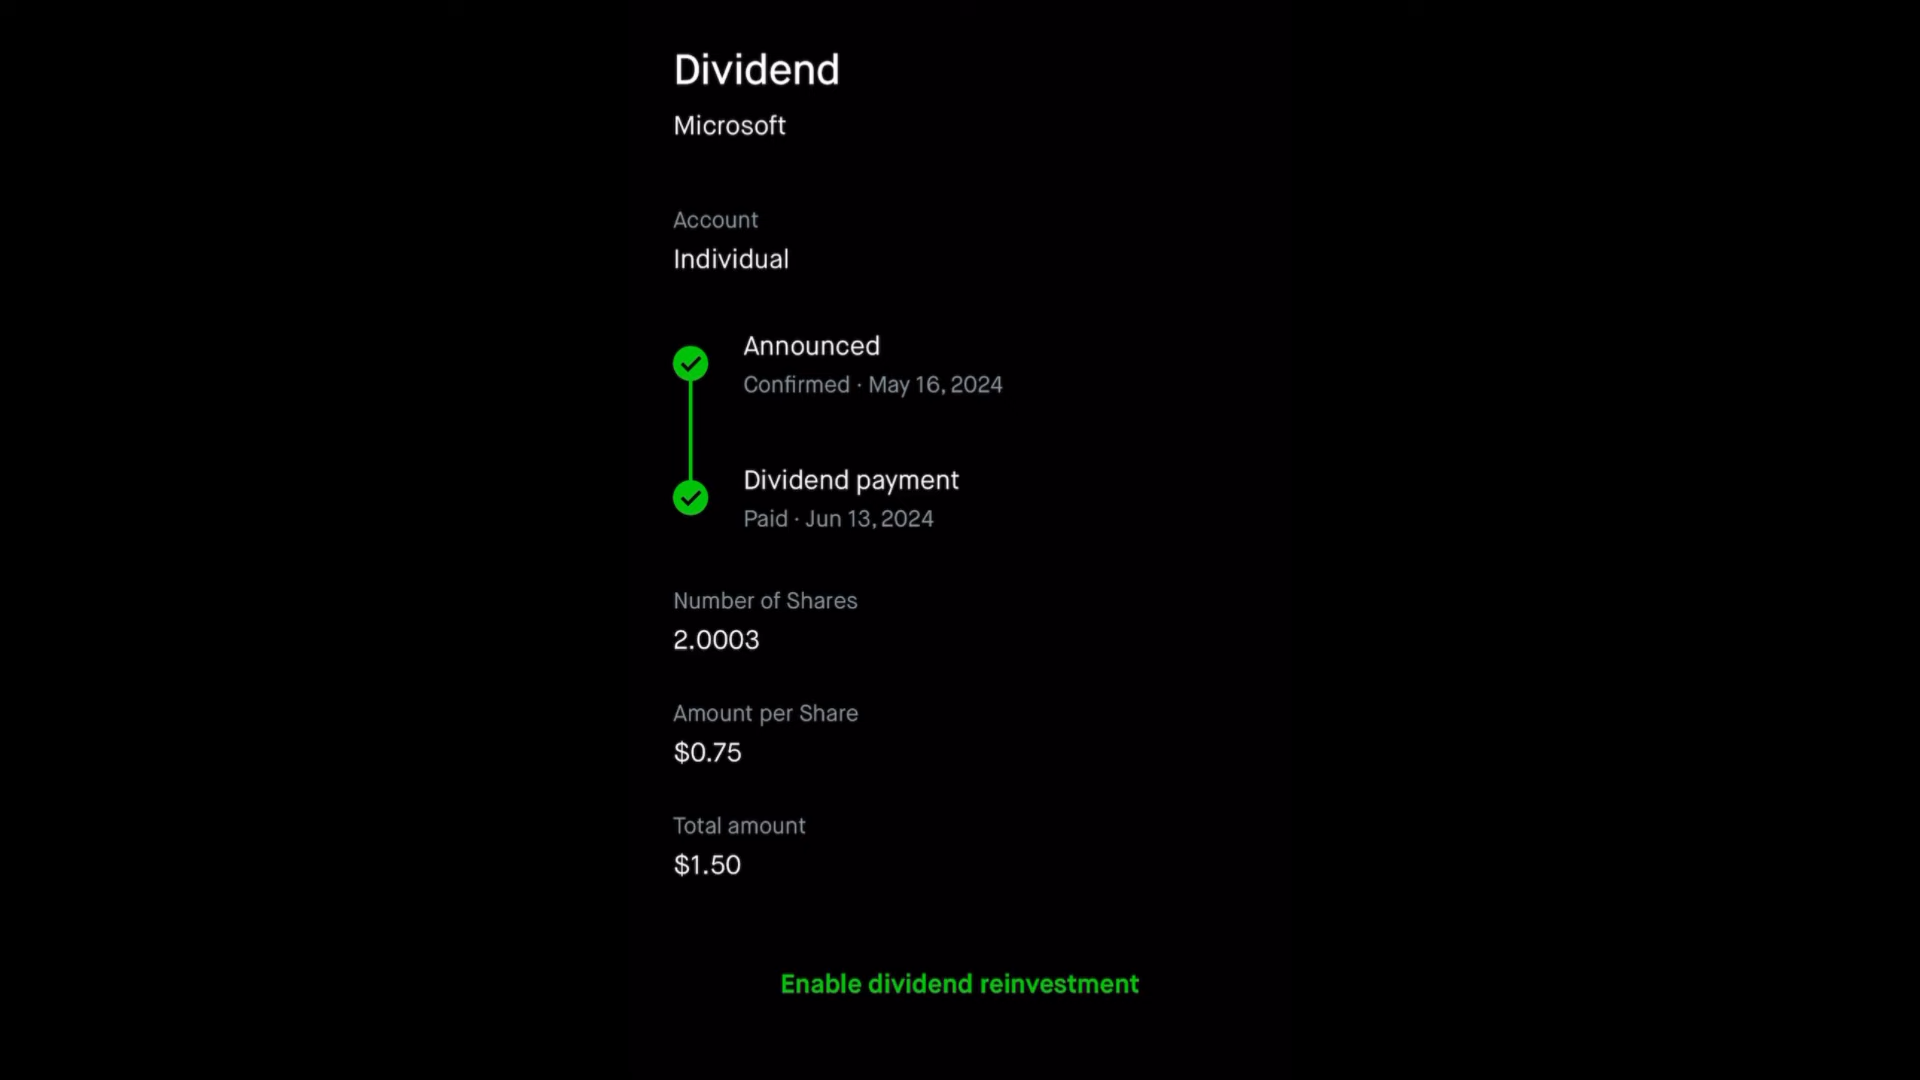 Dividend
Microsoft
Account
Individual
Announced
Confirmed · May 16, 2024
Dividend payment
Paid · Jun 13, 2024
Number of Shares
2.0003
Amount per Share
$0.75
Total amount
$1.50
Enable dividend reinvestment